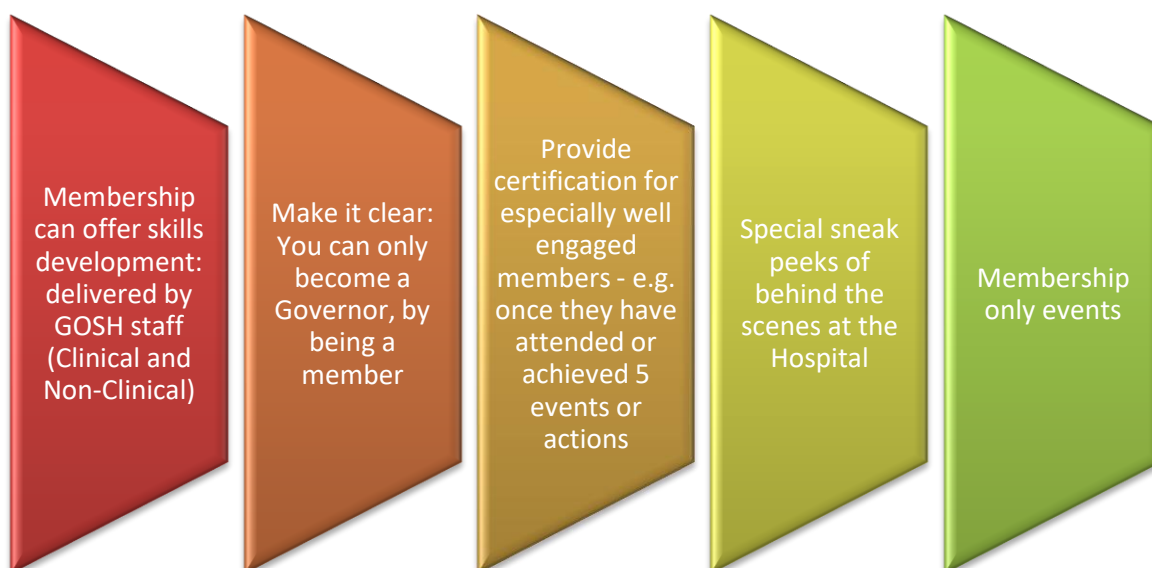 Membership
can offer skills
development:
delivered by
GOSH staff
(Clinical and
Non-Clinical)
Make it clear:
You can only
become a
Governor, by
being a
member
Provide
certification for
especially well
engaged
members - e.g.
once they have
attended or
achieved 5
events or
actions
Special sneak
peeks of
behind the
scenes at the
Hospital
Membership
only events